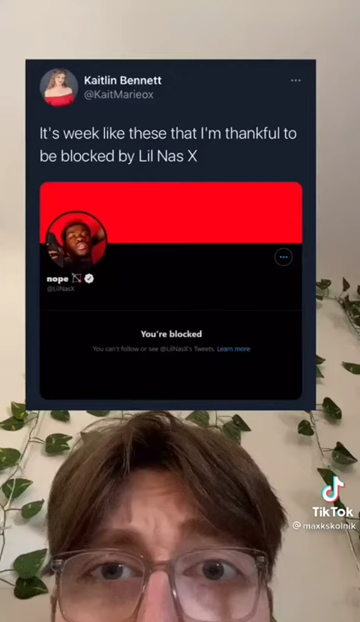 Kaitlin Bennett
@KaitMarieox
It's week like these that I'm thankful to
be blocked by Lil Nas X
nope
@LilNasX
You're blocked
You can't follow or see @LilNasX's Tweets. Learn more
TikTok
@maxkskolnik